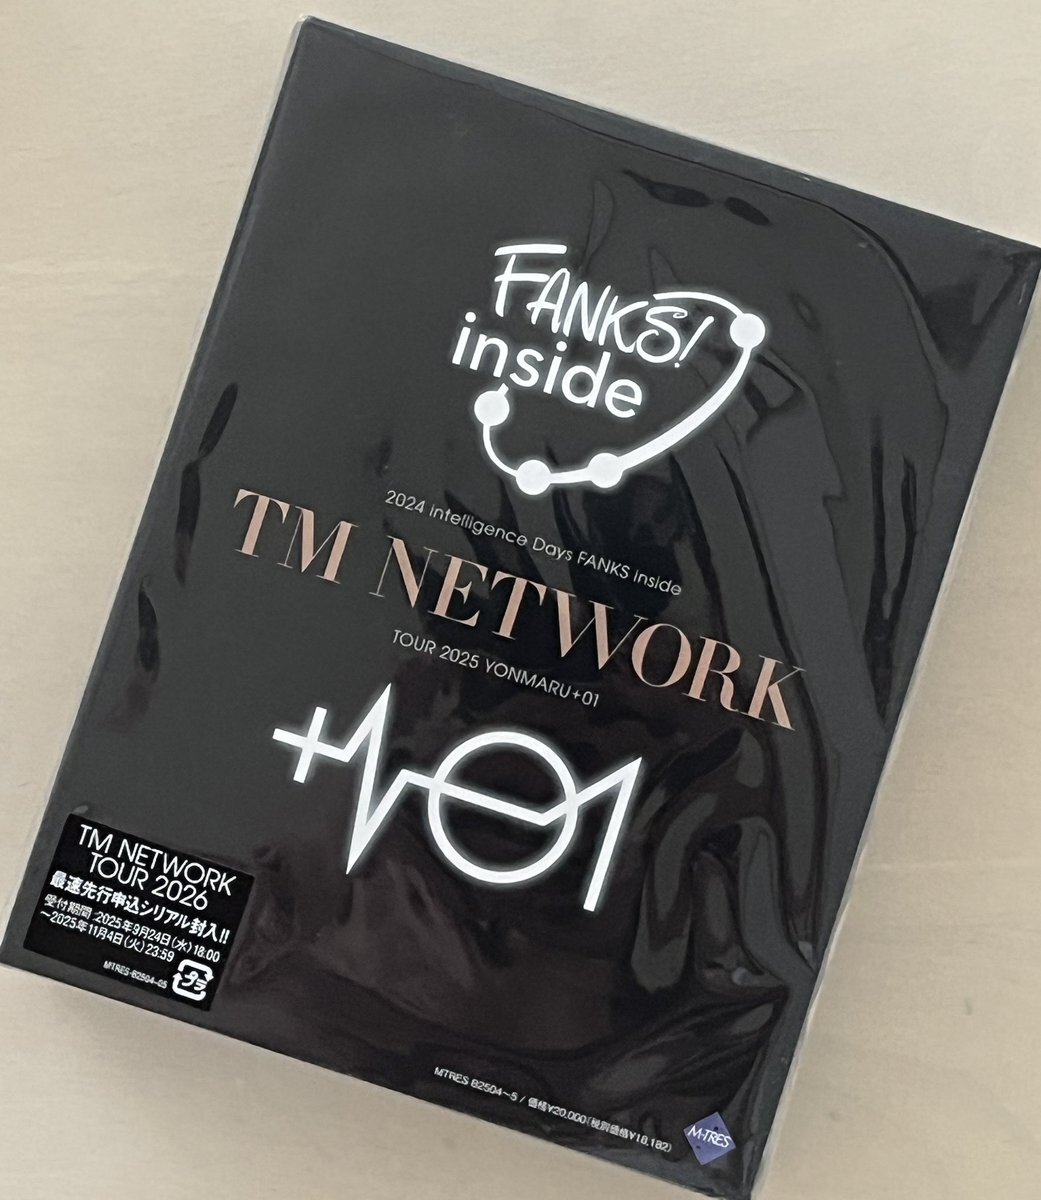 FANKS!
inside
2024 intelligence Days FANKS inside
TM NETWORK
TOUR 2025 YONMARU+01
+01
TM NETWORK
TOUR 2026
最速先行申込シリアル封入!!
受付期間:2025年9月24日(水)18:00
~2025年11月4日(火)23:59
MTRES-B2504-05
プラ
MTRES B2504~5 / 価格¥20,000(税別価格¥18,182)
M-TRES